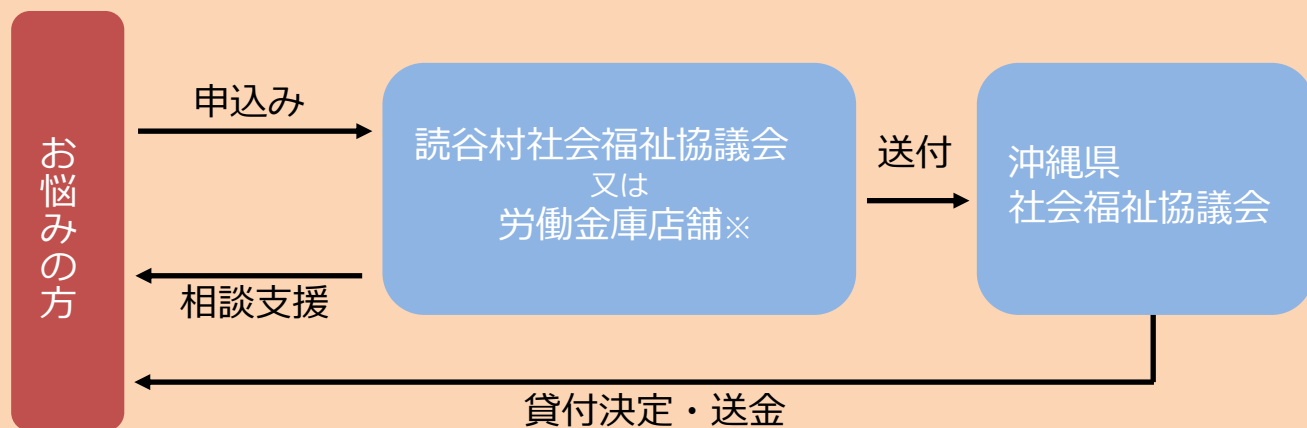 お悩みの方
申込み
相談支援
読谷村社会福祉協議会
又は
労働金庫店舗※
送付
沖縄県
社会福祉協議会
貸付決定・送金